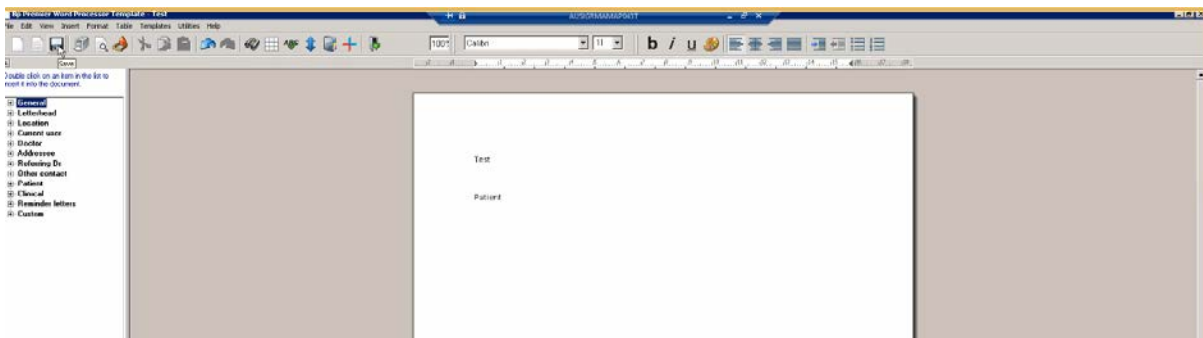 Bp Premier Word Processor Template - Test
File Edit View Insert Format Table Templates Utilities Help
100%
Calibri
11
b i u
ABC
Save
Double click on an item in the list to
insert it into the document.
General
Letterhead
Location
Current user
Doctor
Addressee
Referring Dr
Other contact
Patient
Clinical
Reminder letters
Custom
Test
Patient